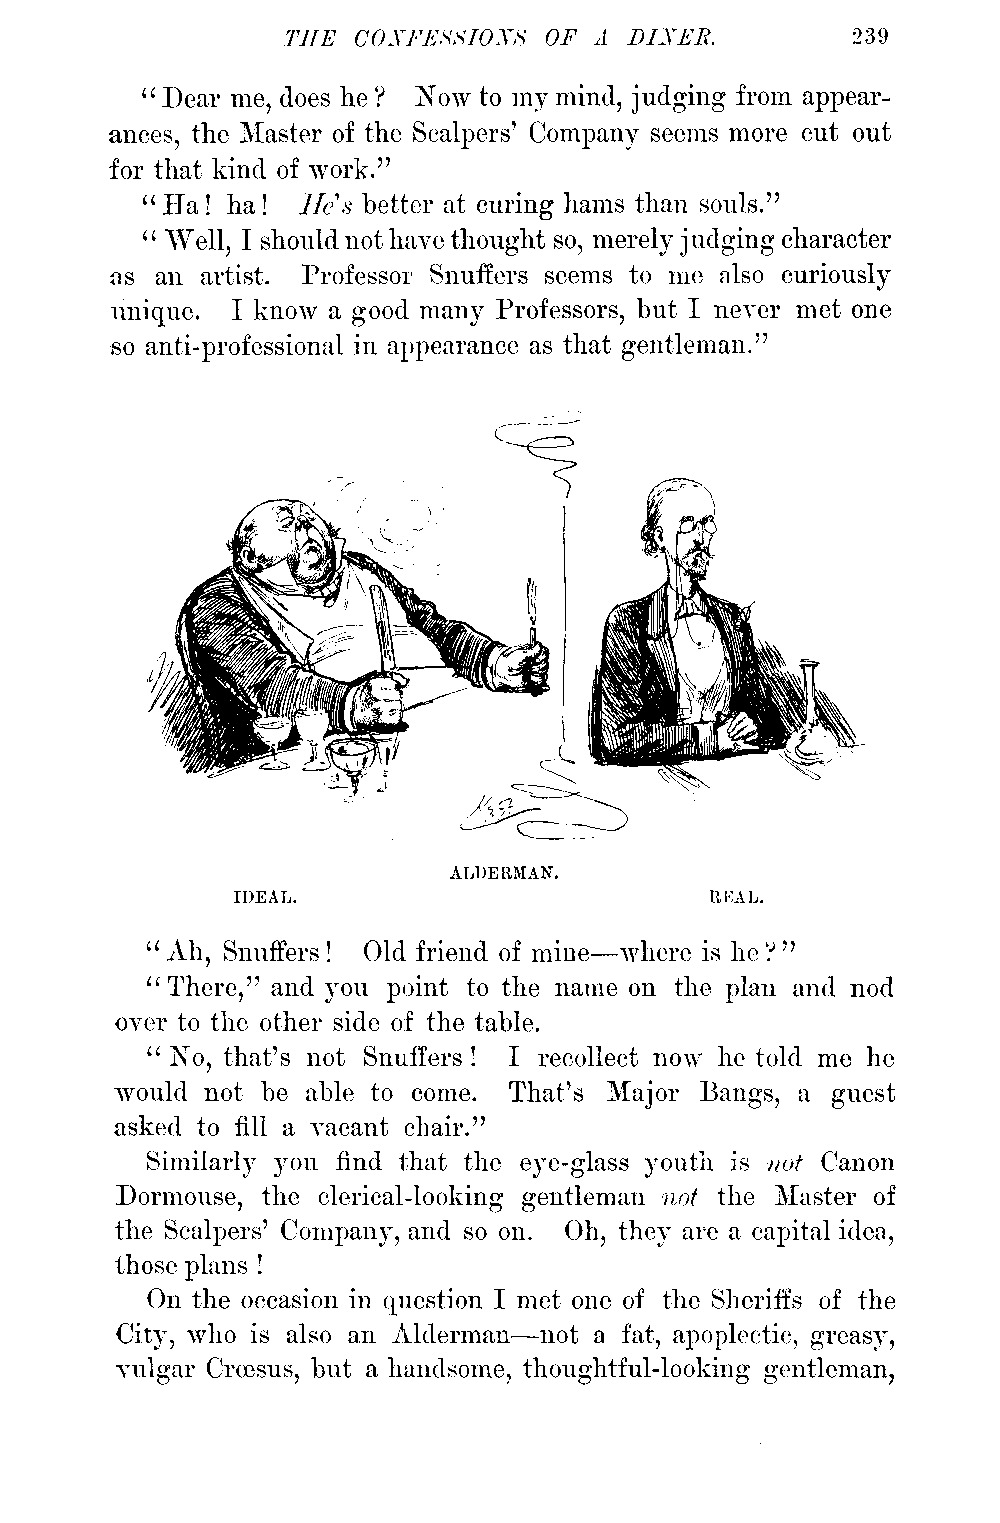 THE CONFESSIONS OF A DINER. 239
“Dear me, does he? Now to my mind, judging from appear-
ances, the Master of the Scalpers’ Company seems more cut out
for that kind of work.”
“Ha! ha! He’s better at curing hams than souls.”
“Well, I should not have thought so, merely judging character
as an artist. Professor Snuffers seems to me also curiously
unique. I know a good many Professors, but I never met one
so anti-professional in appearance as that gentleman.”
ALDERMAN.
IDEAL. REAL.
“Ah, Snuffers! Old friend of mine—where is he?”
“There,” and you point to the name on the plan and nod
over to the other side of the table.
“No, that’s not Snuffers! I recollect now he told me he
would not be able to come. That’s Major Bangs, a guest
asked to fill a vacant chair.”
Similarly you find that the eye-glass youth is not Canon
Dormouse, the clerical-looking gentleman not the Master of
the Scalpers’ Company, and so on. Oh, they are a capital idea,
those plans!
On the occasion in question I met one of the Sheriffs of the
City, who is also an Alderman—not a fat, apoplectic, greasy,
vulgar Crœsus, but a handsome, thoughtful-looking gentleman,